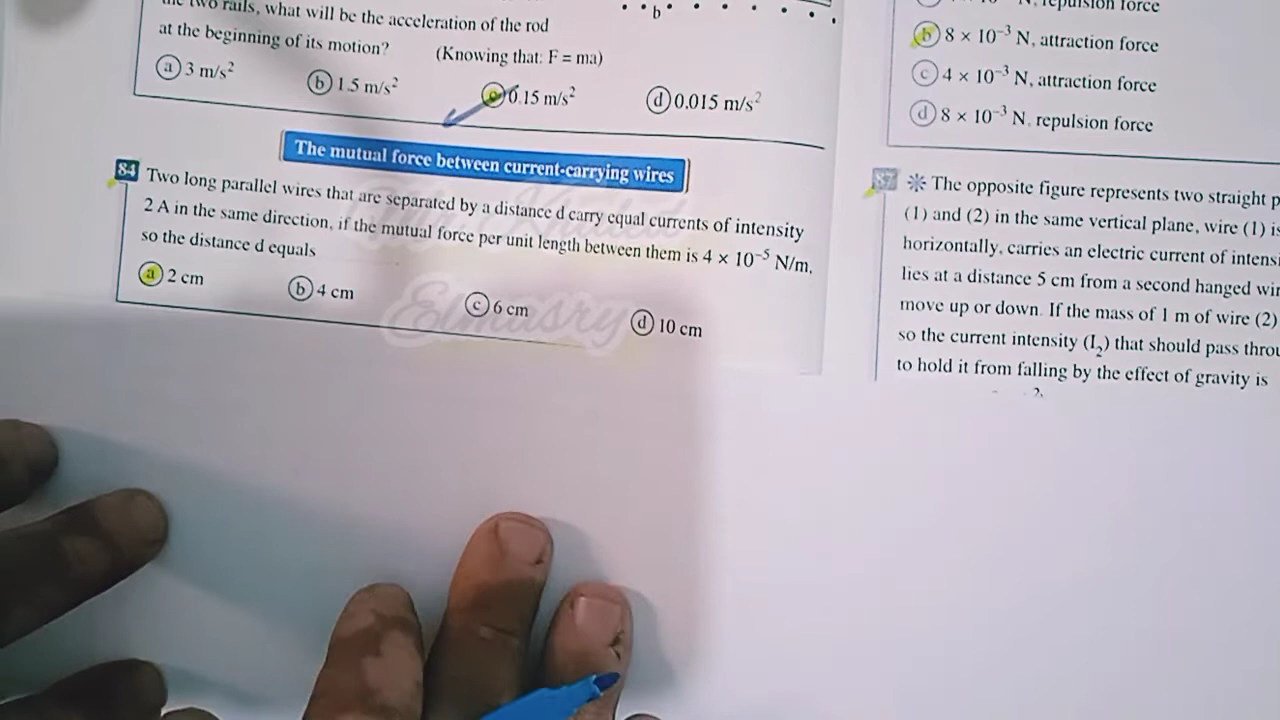 the two rails, what will be the acceleration of the rod
at the beginning of its motion? (Knowing that: F = ma)
a 3 m/s²
b 1.5 m/s²
c 0.15 m/s²
d 0.015 m/s²
b
The mutual force between current-carrying wires
84 Two long parallel wires that are separated by a distance d carry equal currents of intensity
2 A in the same direction, if the mutual force per unit length between them is 4 × 10⁻⁵ N/m,
so the distance d equals
a 2 cm
b 4 cm
c 6 cm
d 10 cm
Elmasry
N, repulsion force
b 8 × 10⁻³ N, attraction force
c 4 × 10⁻³ N, attraction force
d 8 × 10⁻³ N, repulsion force
87 * The opposite figure represents two straight p
(1) and (2) in the same vertical plane, wire (1) is
horizontally, carries an electric current of intensi
lies at a distance 5 cm from a second hanged wir
move up or down. If the mass of 1 m of wire (2)
so the current intensity (I₂) that should pass throu
to hold it from falling by the effect of gravity is